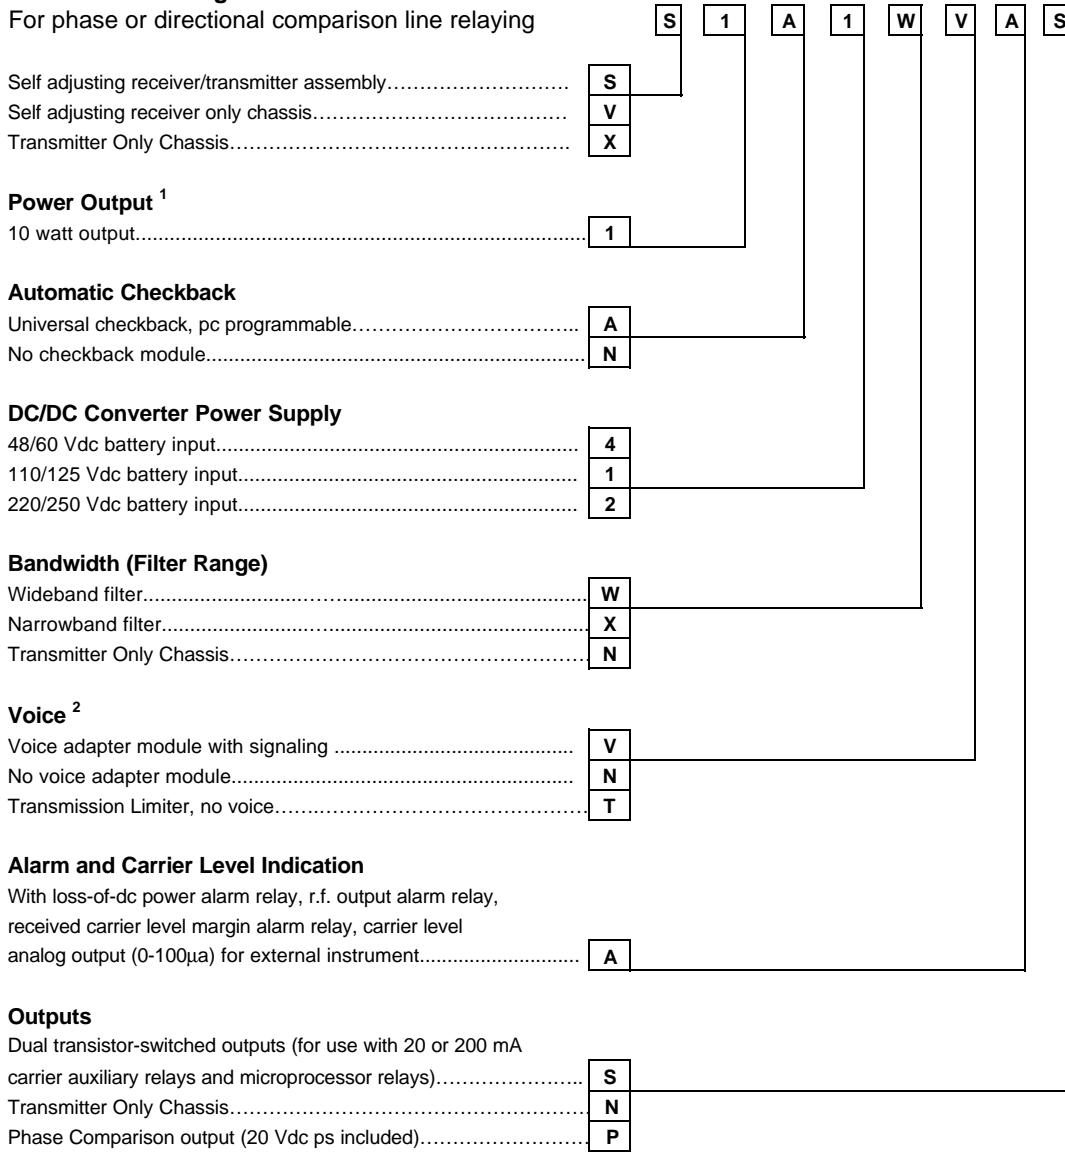 For phase or directional comparison line relaying S 1 A 1 W V A S
Self adjusting receiver/transmitter assembly………………………. S
Self adjusting receiver only chassis………………………………… V
Transmitter Only Chassis……………………………………………. X
Power Output 1
10 watt output............................................................................... 1
Automatic Checkback
Universal checkback, pc programmable…………………………….. A
No checkback module.................................................................. N
DC/DC Converter Power Supply
48/60 Vdc battery input............................................................... 4
110/125 Vdc battery input........................................................... 1
220/250 Vdc battery input........................................................... 2
Bandwidth (Filter Range)
Wideband filter............................……............................................ W
Narrowband filter..........................……........................................... X
Transmitter Only Chassis……………………………………………… N
Voice 2
Voice adapter module with signaling .......................................... V
No voice adapter module............................................................ N
Transmission Limiter, no voice…………………………………………. T
Alarm and Carrier Level Indication
With loss-of-dc power alarm relay, r.f. output alarm relay,
received carrier level margin alarm relay, carrier level
analog output (0-100µa) for external instrument............................ A
Outputs
Dual transistor-switched outputs (for use with 20 or 200 mA
carrier auxiliary relays and microprocessor relays)………………….. S
Transmitter Only Chassis……………………………………………… N
Phase Comparison output (20 Vdc ps included)…………………….. P